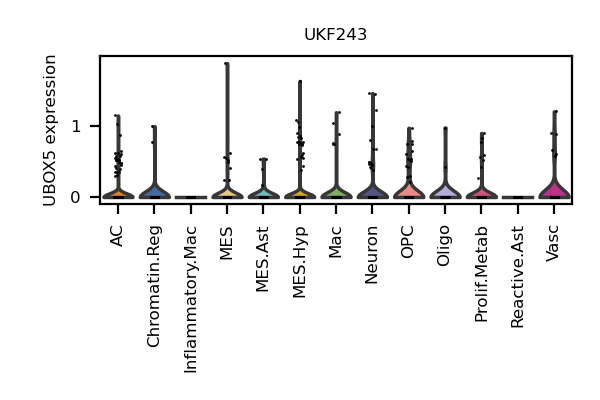 UKF243
UBOX5 expression
1
0
AC
Chromatin.Reg
Inflammatory.Mac
MES
MES.Ast
MES.Hyp
Mac
Neuron
OPC
Oligo
Prolif.Metab
Reactive.Ast
Vasc